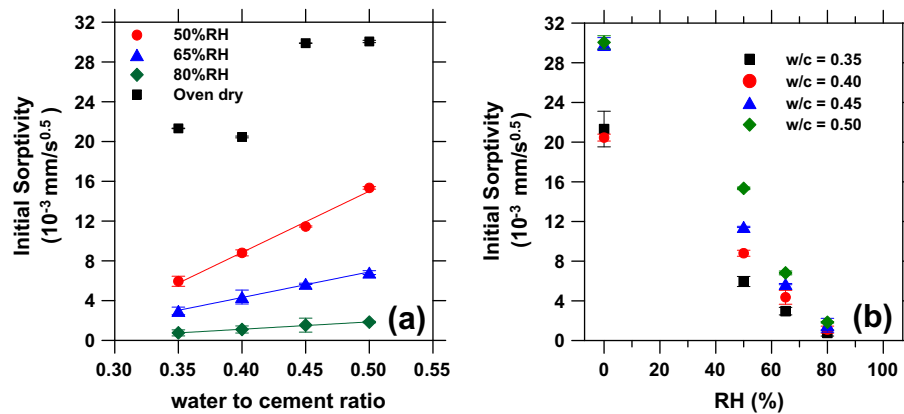 32
28
24
20
16
12
8
4
0
Initial Sorptivity
(10⁻³ mm/s⁰·⁵)
50%RH
65%RH
80%RH
Oven dry
(a)
0.30 0.35 0.40 0.45 0.50 0.55
water to cement ratio
32
28
24
20
16
12
8
4
0
Initial Sorptivity
(10⁻³ mm/s⁰·⁵)
w/c = 0.35
w/c = 0.40
w/c = 0.45
w/c = 0.50
(b)
0 20 40 60 80 100
RH (%)